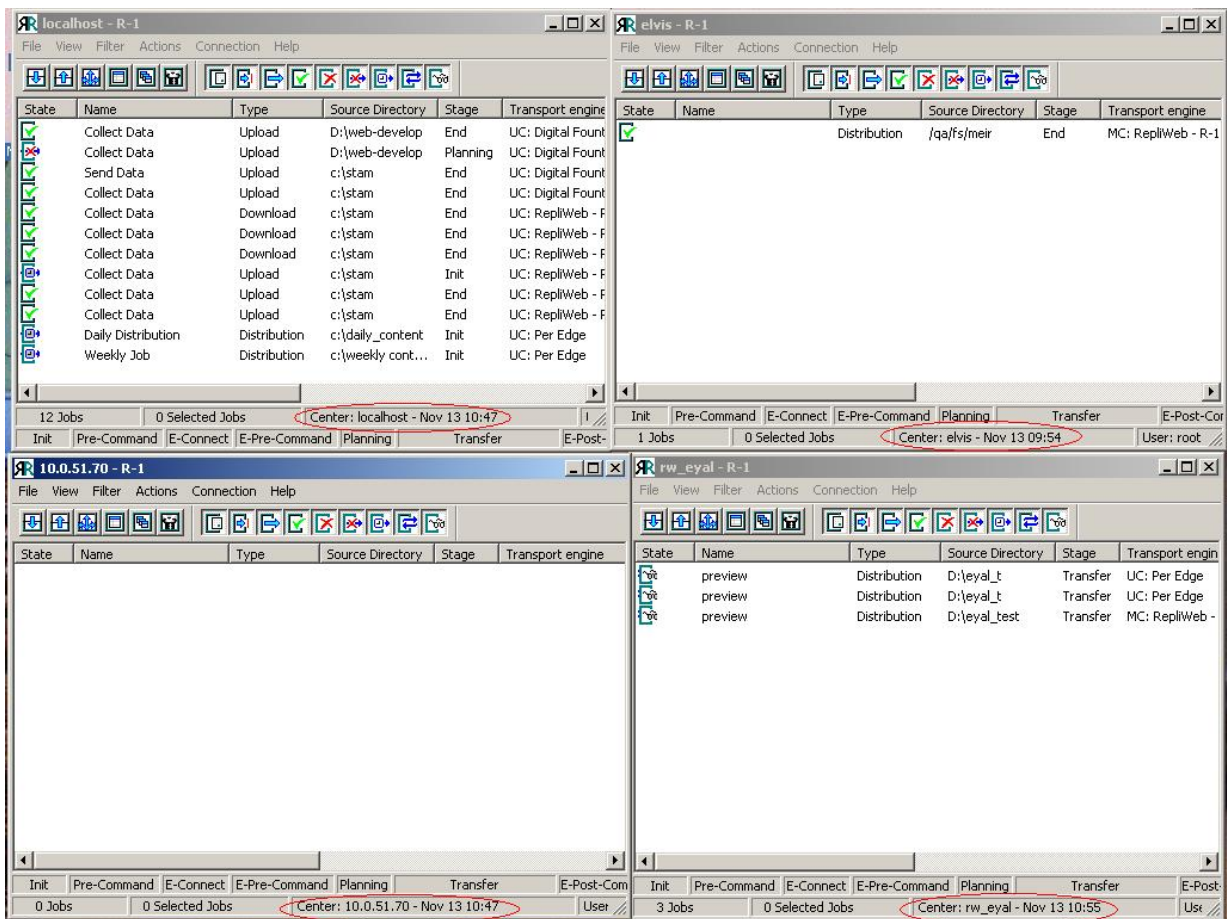 localhost - R-1
File View Filter Actions Connection Help
State Name Type Source Directory Stage Transport engine
Collect Data Upload D:\web-develop End UC: Digital Fount
Collect Data Upload D:\web-develop Planning UC: Digital Fount
Send Data Upload c:\stam End UC: Digital Fount
Collect Data Upload c:\stam End UC: Digital Fount
Collect Data Download c:\stam End UC: RepliWeb - R
Collect Data Download c:\stam End UC: RepliWeb - R
Collect Data Download c:\stam End UC: RepliWeb - R
Collect Data Upload c:\stam Init UC: RepliWeb - R
Collect Data Upload c:\stam End UC: RepliWeb - R
Collect Data Upload c:\stam End UC: RepliWeb - R
Daily Distribution Distribution c:\daily_content Init UC: Per Edge
Weekly Job Distribution c:\weekly cont... Init UC: Per Edge
12 Jobs 0 Selected Jobs Center: localhost - Nov 13 10:47
Init Pre-Command E-Connect E-Pre-Command Planning Transfer E-Post-
elvis - R-1
File View Filter Actions Connection Help
State Name Type Source Directory Stage Transport engine
Distribution /qa/fs/meir End MC: RepliWeb - R-1
Init Pre-Command E-Connect E-Pre-Command Planning Transfer E-Post-Cor
1 Jobs 0 Selected Jobs Center: elvis - Nov 13 09:54 User: root
10.0.51.70 - R-1
File View Filter Actions Connection Help
State Name Type Source Directory Stage Transport engine
Init Pre-Command E-Connect E-Pre-Command Planning Transfer E-Post-Com
0 Jobs 0 Selected Jobs Center: 10.0.51.70 - Nov 13 10:47 User
rw_eyal - R-1
File View Filter Actions Connection Help
State Name Type Source Directory Stage Transport engin
preview Distribution D:\eyal_t Transfer UC: Per Edge
preview Distribution D:\eyal_t Transfer UC: Per Edge
preview Distribution D:\eyal_test Transfer MC: RepliWeb -
Init Pre-Command E-Connect E-Pre-Command Planning Transfer E-Post
3 Jobs 0 Selected Jobs Center: rw_eyal - Nov 13 10:55 Use